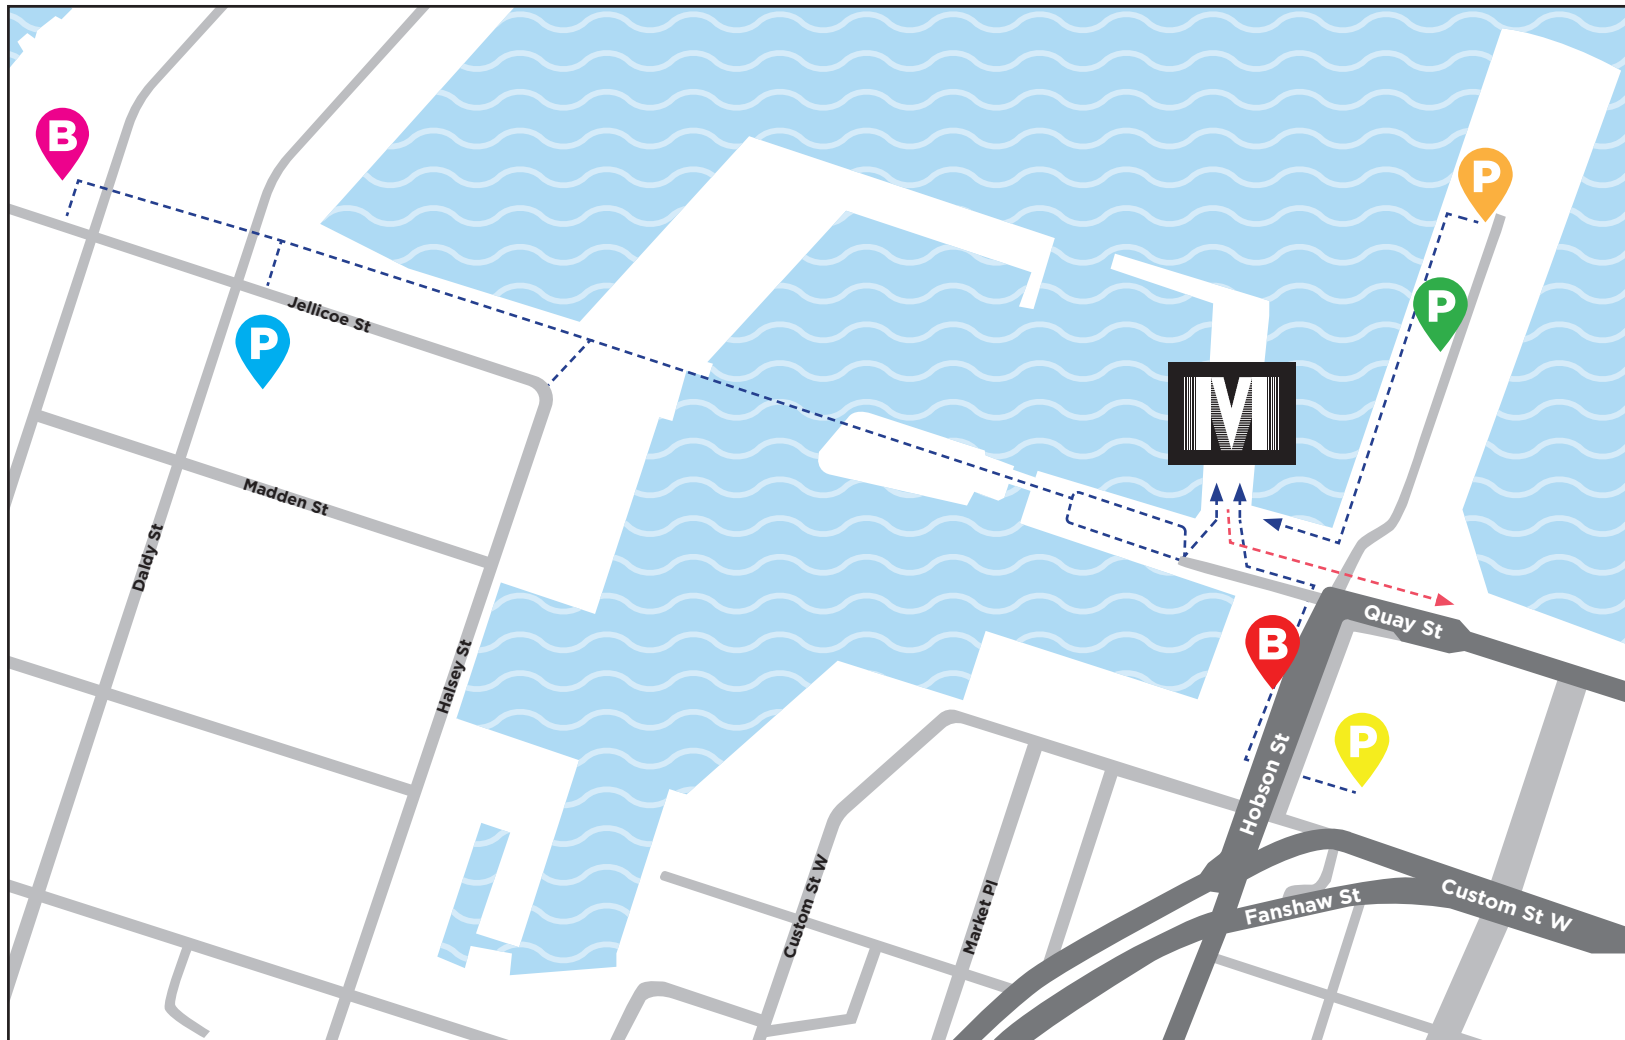 B
P
P
Jellicoe St
P
M
Madden St
Daldy St
Quay St
B
Halsey St
P
Hobson St
Custom St W
Market Pl
Fanshaw St
Custom St W